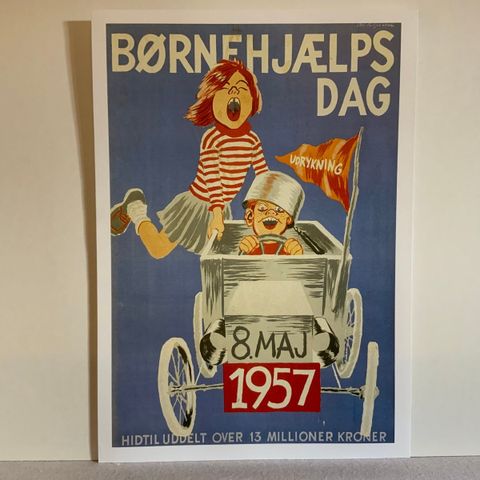 BØRNEHJÆLPS
DAG
UDRYKNING
8. MAJ
1957
HIDTIL UDDELT OVER 13 MILLIONER KRONER